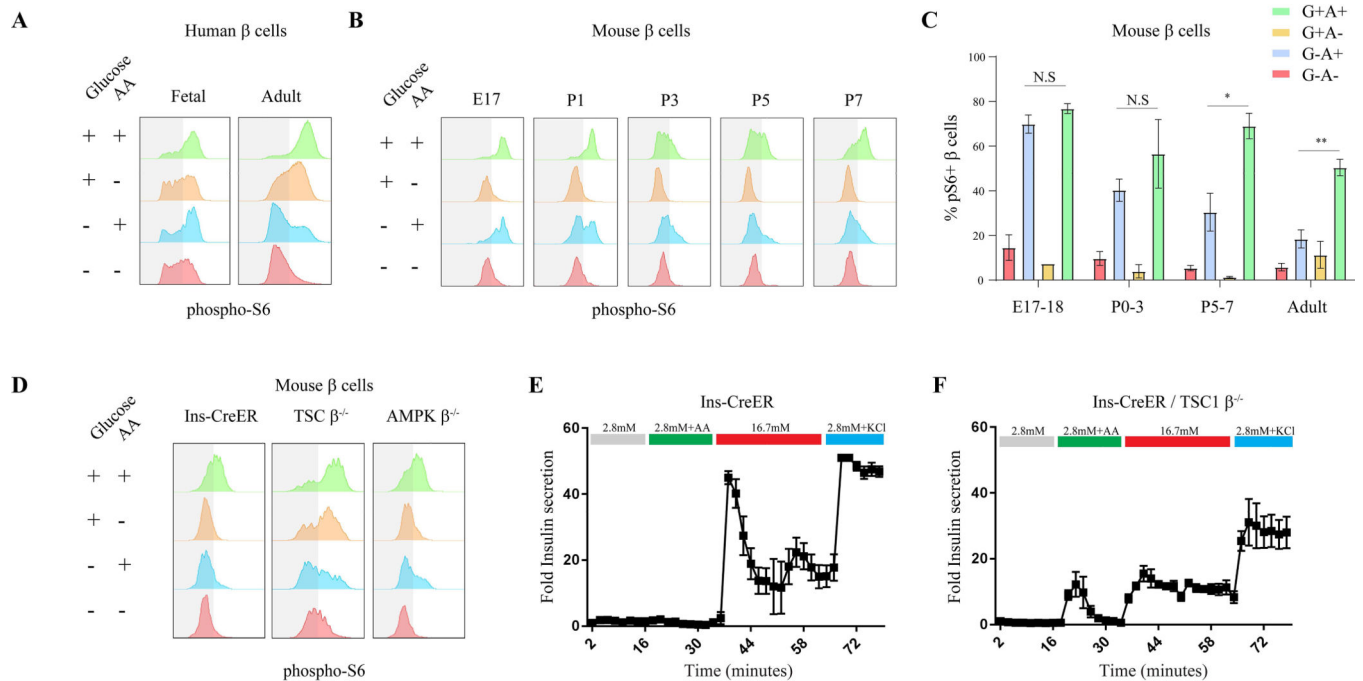 A
Human β cells
Glucose
AA
Fetal
Adult
+ +
+ -
- +
- -
phospho-S6
B
Mouse β cells
Glucose
AA
E17
P1
P3
P5
P7
+ +
+ -
- +
- -
phospho-S6
C
Mouse β cells
G+A+
G+A-
G-A+
G-A-
% pS6+ β cells
100
80
60
40
20
0
N.S
N.S
*
**
E17-18
P0-3
P5-7
Adult
D
Mouse β cells
Glucose
AA
Ins-CreER
TSC β-/-
AMPK β-/-
+ +
+ -
- +
- -
phospho-S6
E
Ins-CreER
2.8mM
2.8mM+AA
16.7mM
2.8mM+KCl
Fold Insulin secretion
60
40
20
0
2
16
30
44
58
72
Time (minutes)
F
Ins-CreER / TSC1 β-/-
2.8mM
2.8mM+AA
16.7mM
2.8mM+KCl
Fold Insulin secretion
60
40
20
0
2
16
30
44
58
72
Time (minutes)